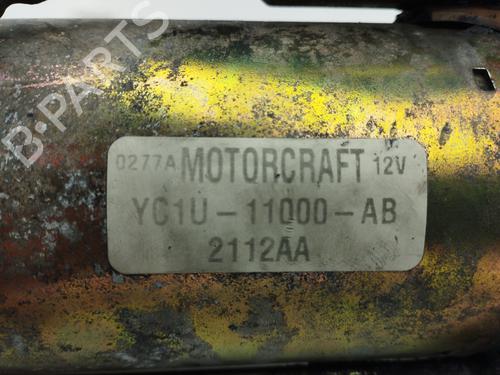 B-PARTS
0277A MOTORCRAFT 12V
YC1U-11000-AB
2112AA